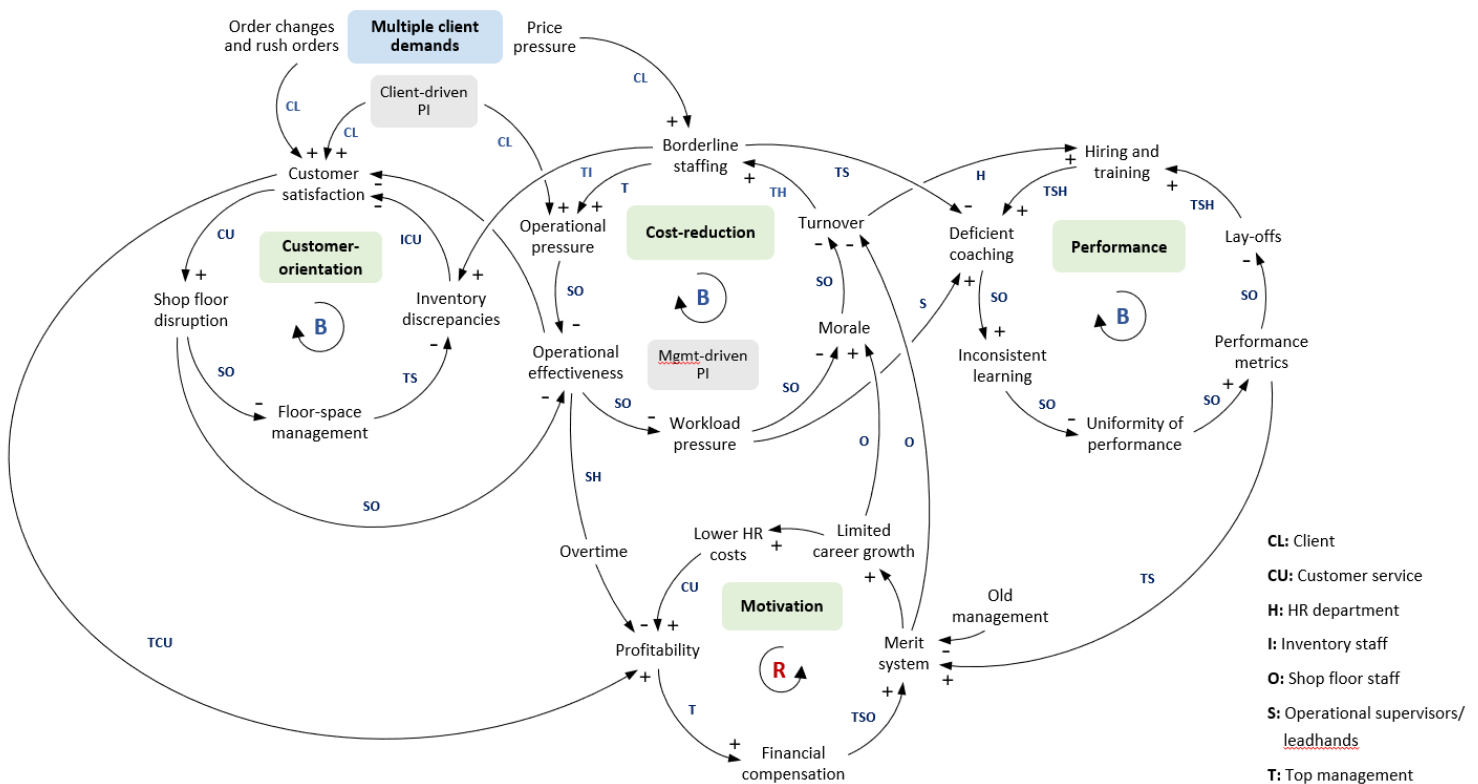 Order changes
and rush orders
Multiple client
demands
Price
pressure
CL
Client-driven
PI
CL
CL
CL
+ +
Customer
satisfaction
-
-
+
Borderline
staffing
+
TI
T
TH
TS
H
+
Hiring and
training
+
TSH
TSH
CU
ICU
Customer-
orientation
B
+
Shop floor
disruption
+
Inventory
discrepancies
-
SO
TS
-
Floor-space
management
SO
+ +
Operational
pressure
SO
-
Operational
effectiveness
-
Cost-reduction
B
Mgmt-driven
PI
Turnover
- -
SO
Morale
- +
SO
SO
-
Workload
pressure
S
-
+
Deficient
coaching
+
SO
+
Inconsistent
learning
SO
-
Uniformity of
performance
SO
+
Performance
metrics
SO
-
Lay-offs
Performance
B
SH
Overtime
O
O
Lower HR
costs
+
Limited
career growth
+
CU
Motivation
R
- +
Profitability
+
TCU
T
+
Financial
compensation
TSO
+
Merit
system
-
+
Old
management
TS
CL: Client
CU: Customer service
H: HR department
I: Inventory staff
O: Shop floor staff
S: Operational supervisors/
leadhands
T: Top management